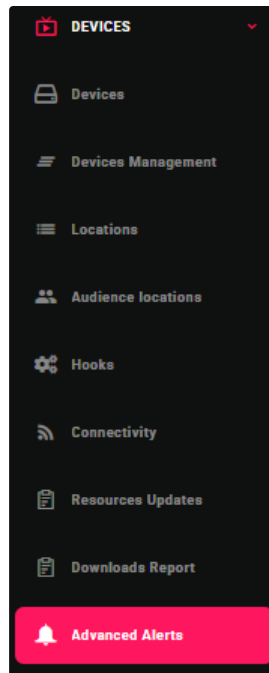 DEVICES
Devices
Devices Management
Locations
Audience locations
Hooks
Connectivity
Resources Updates
Downloads Report
Advanced Alerts